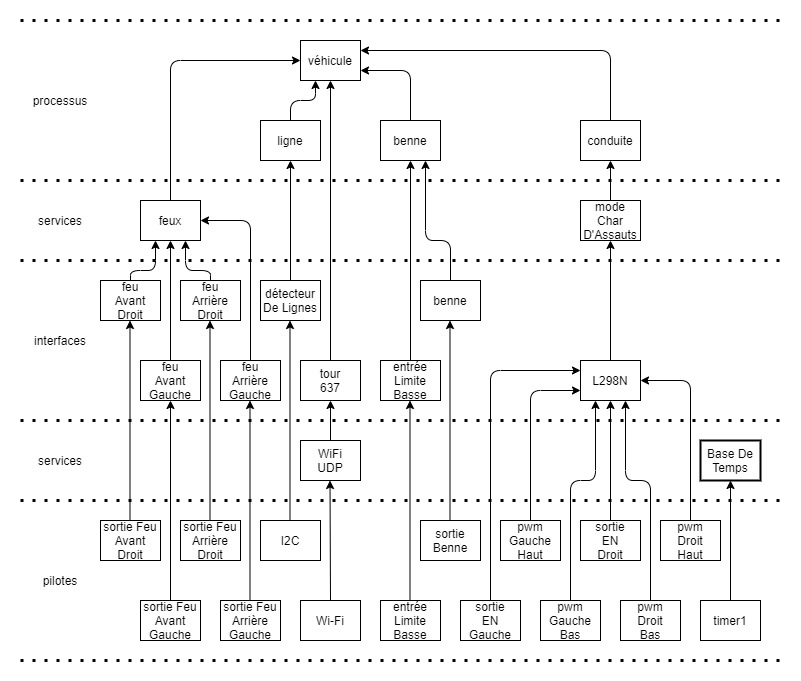 véhicule
processus
ligne
benne
conduite
services
feux
mode
Char
D'Assauts
feu
Avant
Droit
feu
Arrière
Droit
détecteur
De Lignes
benne
interfaces
feu
Avant
Gauche
feu
Arrière
Gauche
tour
637
entrée
Limite
Basse
L298N
services
WiFi
UDP
Base De
Temps
sortie Feu
Avant
Droit
sortie Feu
Arrière
Droit
I2C
sortie
Benne
pwm
Gauche
Haut
sortie
EN
Droit
pwm
Droit
Haut
pilotes
sortie Feu
Avant
Gauche
sortie Feu
Arrière
Gauche
Wi-Fi
entrée
Limite
Basse
sortie
EN
Gauche
pwm
Gauche
Bas
pwm
Droit
Bas
timer1